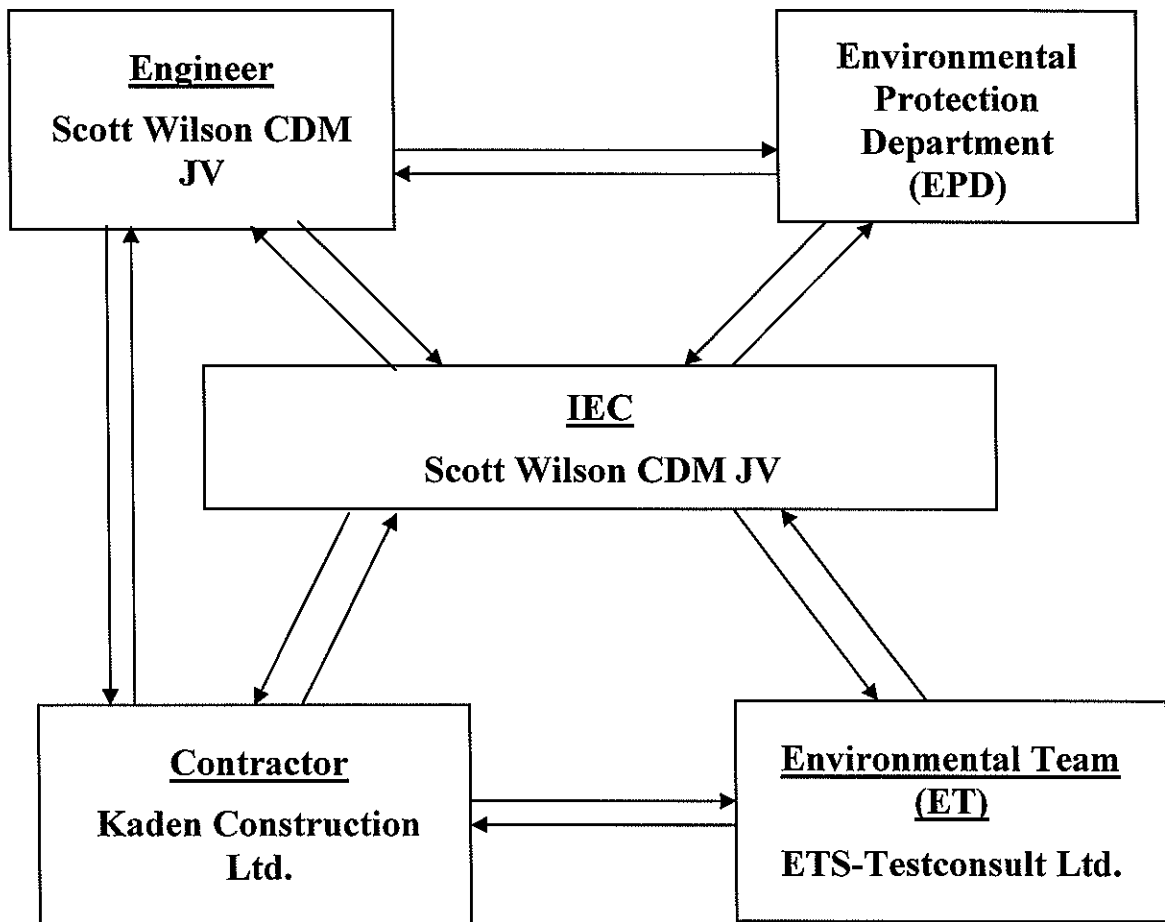 Engineer
Scott Wilson CDM
JV
Environmental
Protection
Department
(EPD)
IEC
Scott Wilson CDM JV
Contractor
Kaden Construction
Ltd.
Environmental Team
(ET)
ETS-Testconsult Ltd.